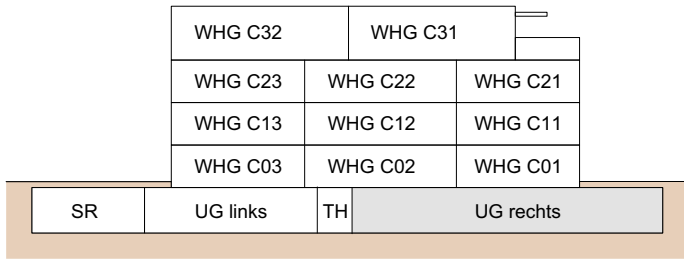 WHG C32 WHG C31
WHG C23 WHG C22 WHG C21
WHG C13 WHG C12 WHG C11
WHG C03 WHG C02 WHG C01
SR UG links TH UG rechts